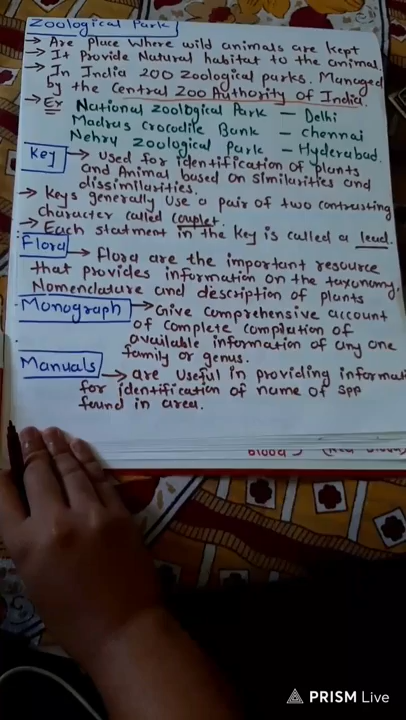 Zoological Park
→ Are Place Where wild animals are kept
→ It Provide Natural habitat to the animal.
→ In India 200 Zoological parks. Managed
by the Central Zoo Authority of India.
→ Ex National Zoological Park – Delhi
Madras crocodile Bank – Chennai
Nehry Zoological Park – Hyderabad.
Key → Used for identification of plants
and Animal based on similarities and
dissimilarities.
→ Keys generally use a pair of two contrasting
character called couplet.
→ Each statment in the key is called a lead.
Flora → Flora are the important resource
that provides information on the taxonomy,
Nomenclature and description of plants
Monograph → Give comprehensive account
of complete complation of
available information of any one
family or genus.
Manuals → are useful in providing informat
for identification of name of spp
found in area.
PRISM Live